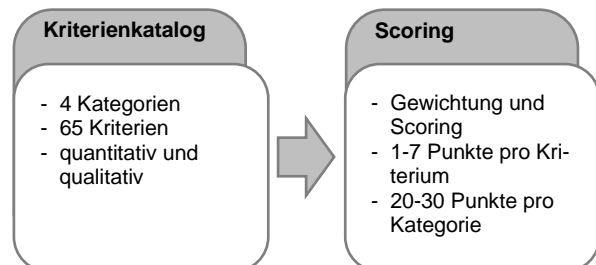 Kriterienkatalog
- 4 Kategorien
- 65 Kriterien
- quantitativ und
qualitativ
Scoring
- Gewichtung und
Scoring
- 1-7 Punkte pro Kri-
terium
- 20-30 Punkte pro
Kategorie